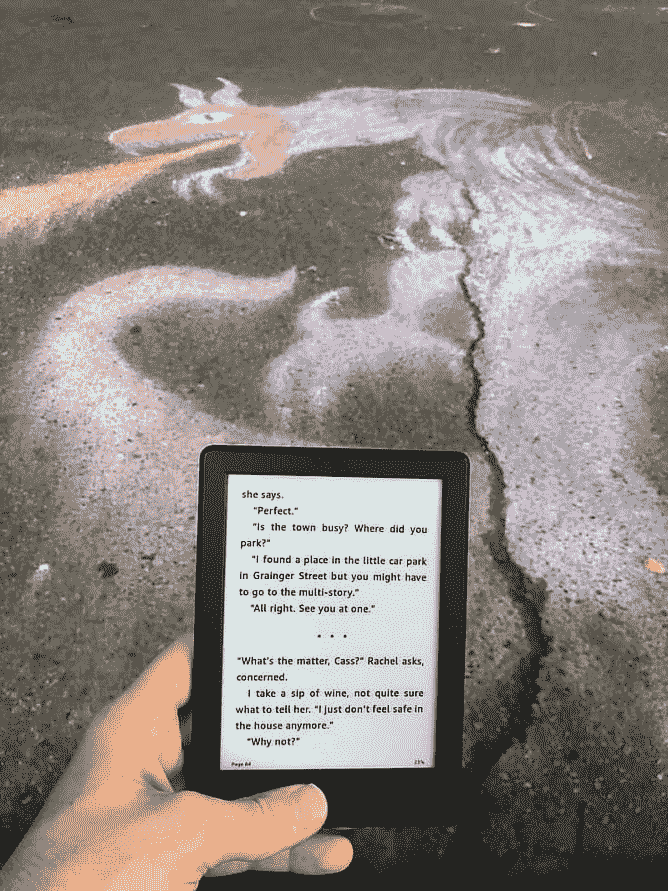 she says.
"Perfect."
"Is the town busy? Where did you
park?"
"I found a place in the little car park
in Grainger Street but you might have
to go to the multi-story."
"All right. See you at one."
• • •
"What's the matter, Cass?" Rachel asks,
concerned.
I take a sip of wine, not quite sure
what to tell her. "I just don't feel safe in
the house anymore."
"Why not?"
Page 84 23%